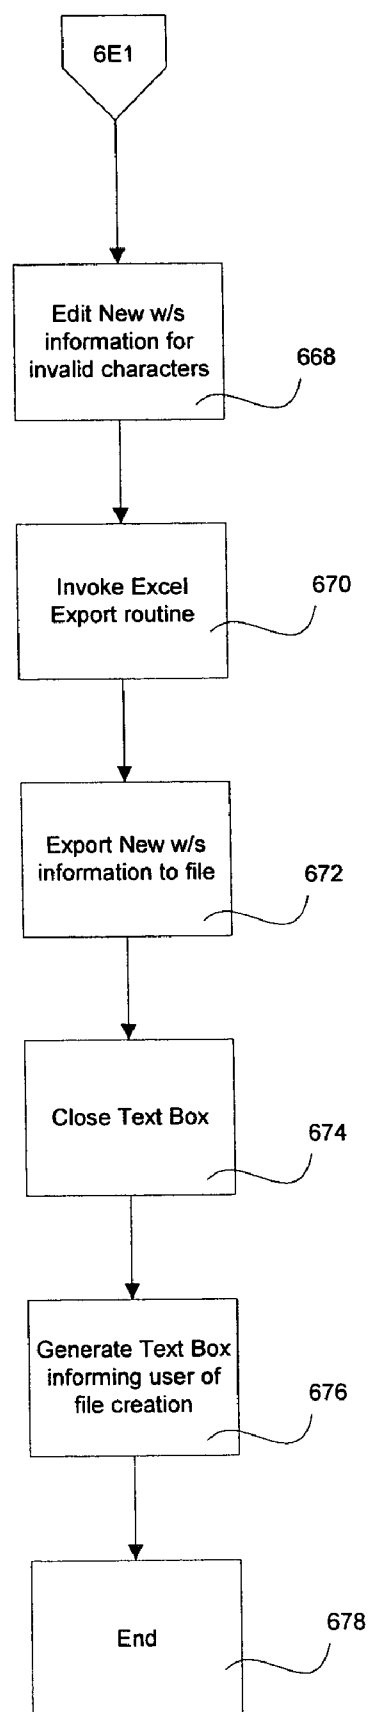 6E1
Edit New w/s
information for
invalid characters
668
Invoke Excel
Export routine
670
Export New w/s
information to file
672
Close Text Box
674
Generate Text Box
informing user of
file creation
676
End
678